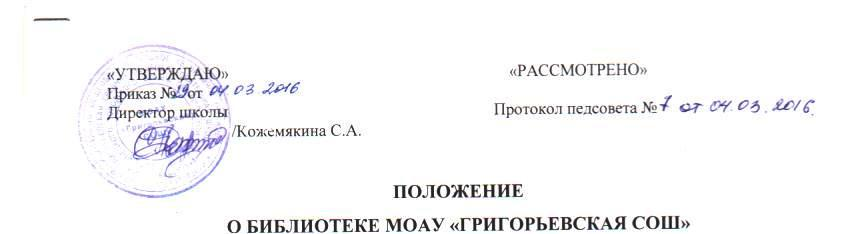 «УТВЕРЖДАЮ»
Приказ №29 от 04 03 2016
Директор школы
/Кожемякина С.А.
«РАССМОТРЕНО»
Протокол педсовета №7 от 04.03.2016.
ПОЛОЖЕНИЕ
О БИБЛИОТЕКЕ МОАУ «ГРИГОРЬЕВСКАЯ СОШ»